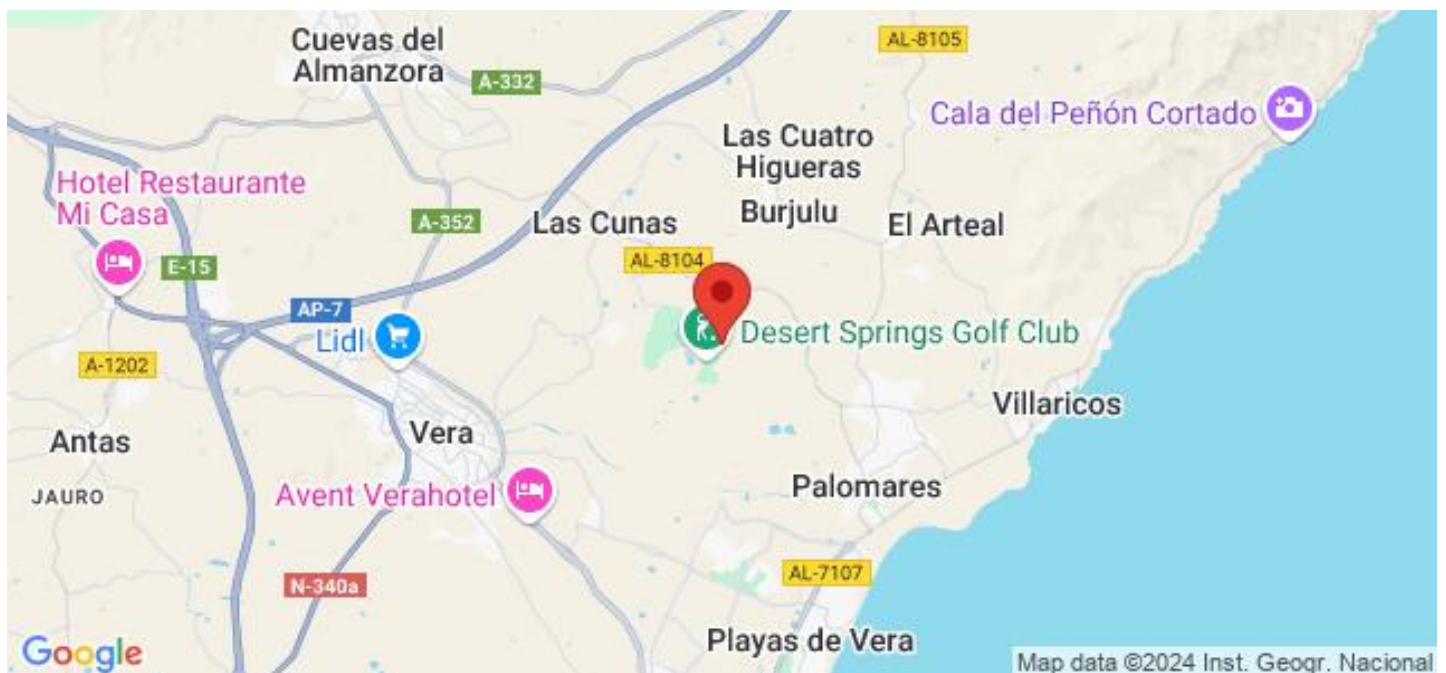 Cuevas del
Almanzora
AL-8105
A-332
Cala del Peñón Cortado
Las Cuatro
Higueras
Hotel Restaurante
Mi Casa
Burjulu
A-352
Las Cunas
El Arteal
AL-8104
E-15
AP-7
Lidl
Desert Springs Golf Club
A-1202
Villaricos
Antas
Vera
JAURO
Avent Verahotel
Palomares
N-340a
AL-7107
Playas de Vera
Google
Map data ©2024 Inst. Geogr. Nacional